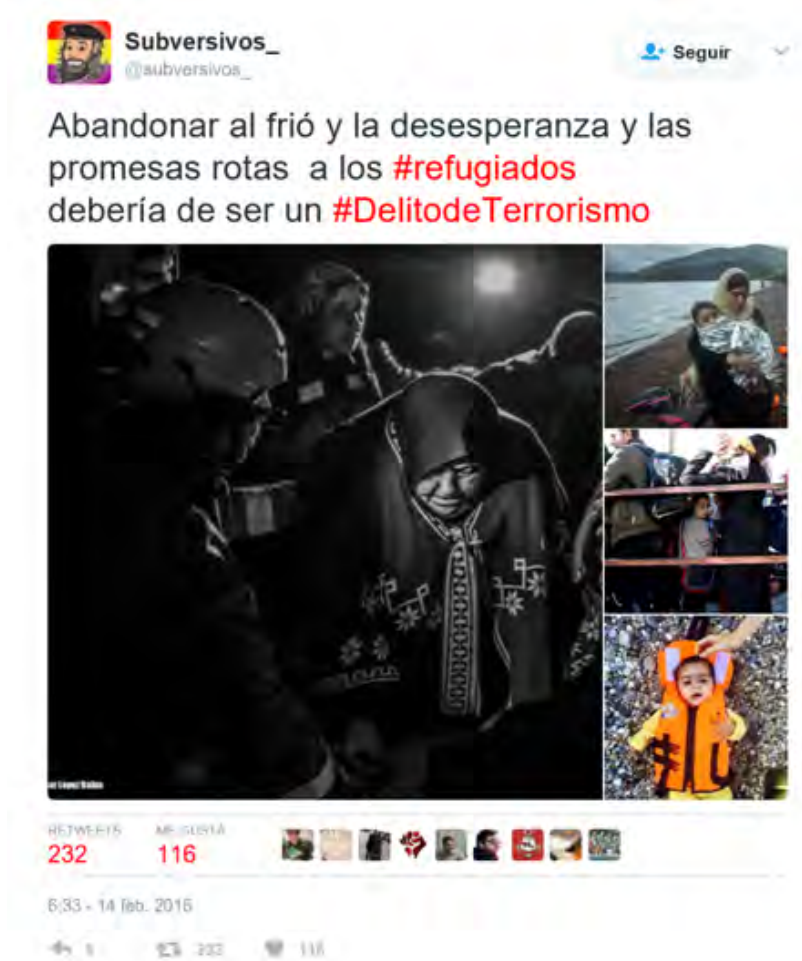 Subversivos_
@subversivos_
Seguir
Abandonar al frió y la desesperanza y las
promesas rotas a los #refugiados
debería de ser un #DelitodeTerrorismo
RETWEETS
ME GUSTA
232
116
6:33 - 14 feb. 2016
232
116